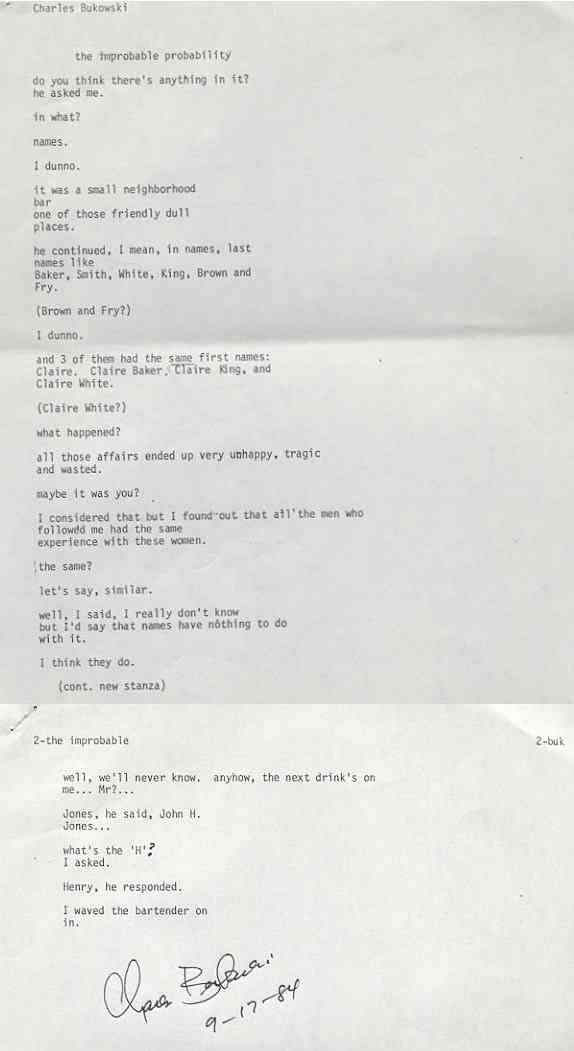 Charles Bukowski
the improbable probability
do you think there's anything in it?
he asked me.
in what?
names.
I dunno.
it was a small neighborhood
bar
one of those friendly dull
places.
he continued, I mean, in names, last
names like
Baker, Smith, White, King, Brown and
Fry.
(Brown and Fry?)
I dunno.
and 3 of them had the same first names:
Claire.  Claire Baker, Claire King, and
Claire White.
(Claire White?)
what happened?
all those affairs ended up very unhappy, tragic
and wasted.
maybe it was you?
I considered that but I found out that all the men who
followdd me had the same
experience with these women.
the same?
let's say, similar.
well, I said, I really don't know
but I'd say that names have nothing to do
with it.
I think they do.
(cont. new stanza)
2-the improbable
2-buk
well, we'll never know.  anyhow, the next drink's on
me... Mr?...
Jones, he said, John H.
Jones...
what's the 'H'?
I asked.
Henry, he responded.
I waved the bartender on
in.
Charles Bukowski
9-17-84